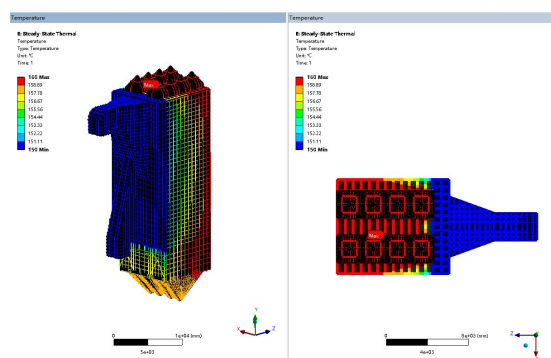 Temperature
E: Steady-State Thermal
Temperature
Type: Temperature
Unit: °C
Time: 1
160 Max
158.89
157.78
156.67
155.56
154.44
153.33
152.22
151.11
150 Min
Max
Y
X
Z
0
1e+04 (mm)
5e+03
Temperature
E: Steady-State Thermal
Temperature
Type: Temperature
Unit: °C
Time: 1
160 Max
158.89
157.78
156.67
155.56
154.44
153.33
152.22
151.11
150 Min
Max
0
8e+03 (mm)
4e+03
Z